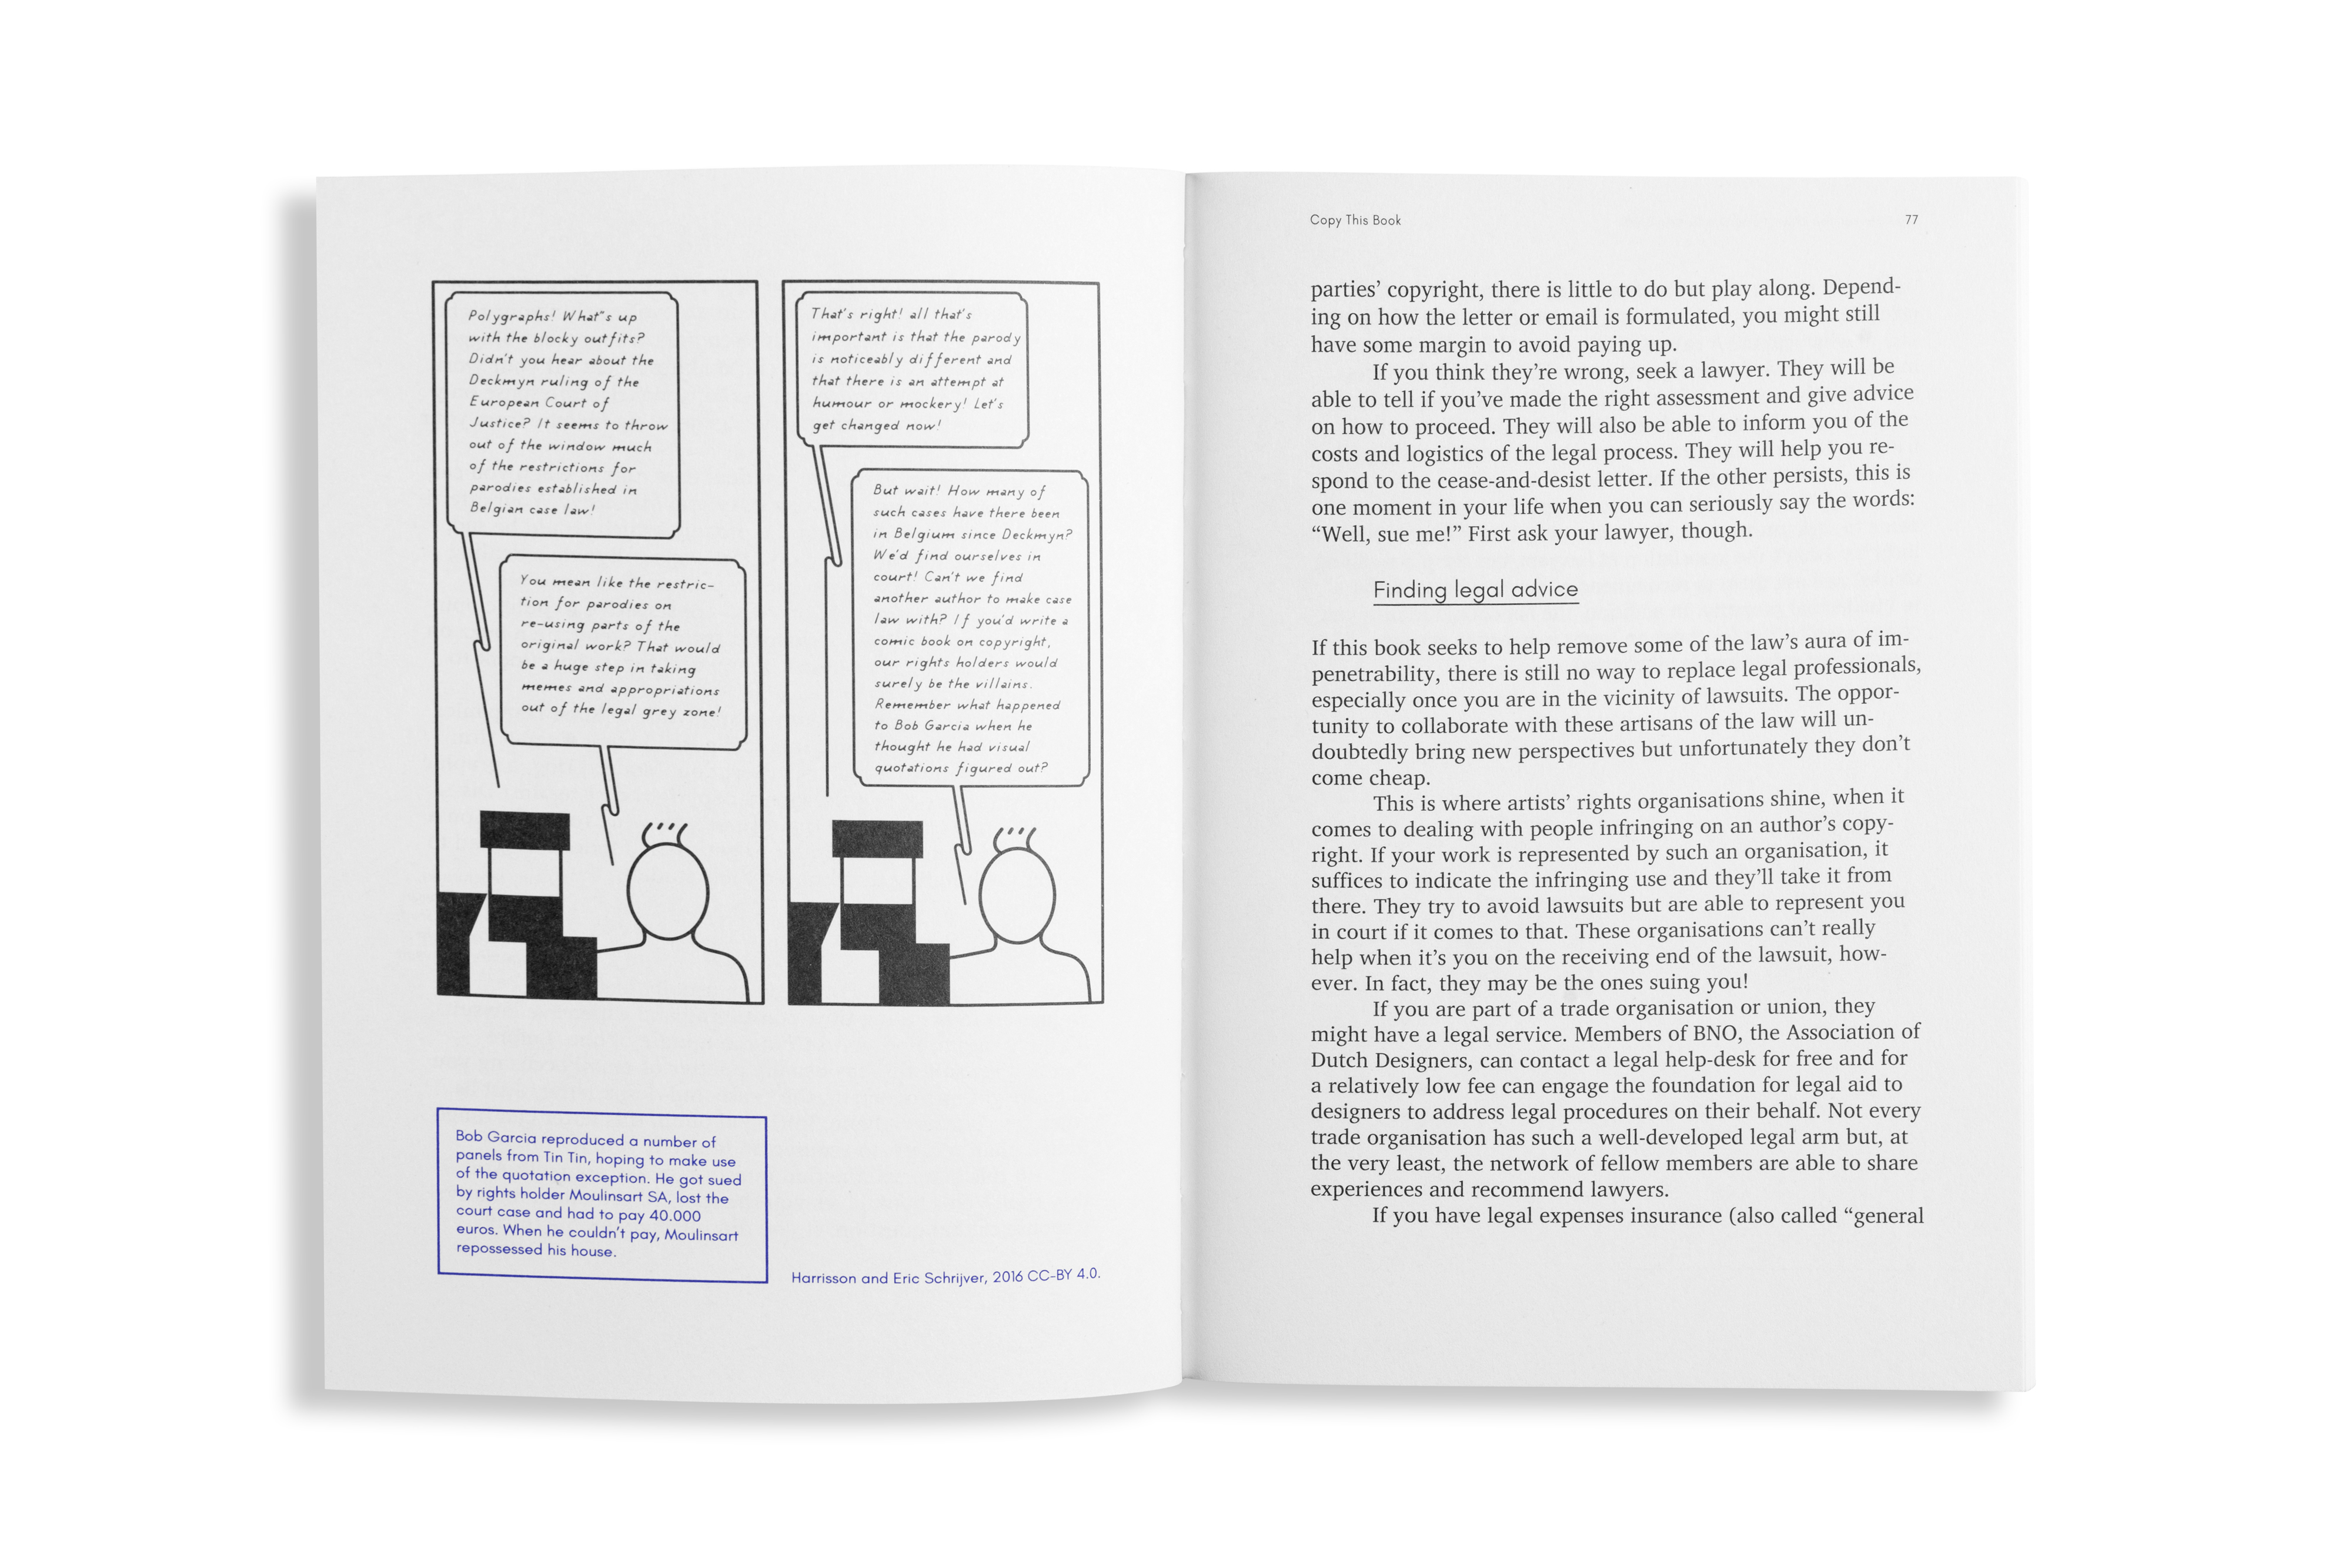 Polygraphs! What"s up
with the blocky outfits?
Didn't you hear about the
Deckmyn ruling of the
European Court of
Justice? It seems to throw
out of the window much
of the restrictions for
parodies established in
Belgian case law!
You mean like the restric-
tion for parodies on
re-using parts of the
original work? That would
be a huge step in taking
memes and appropriations
out of the legal grey zone!
That's right! all that's
important is that the parody
is noticeably different and
that there is an attempt at
humour or mockery! Let's
get changed now!
But wait! How many of
such cases have there been
in Belgium since Deckmyn?
We'd find ourselves in
court! Can't we find
another author to make case
law with? If you'd write a
comic book on copyright,
our rights holders would
surely be the villains.
Remember what happened
to Bob Garcia when he
thought he had visual
quotations figured out?
Bob Garcia reproduced a number of
panels from Tin Tin, hoping to make use
of the quotation exception. He got sued
by rights holder Moulinsart SA, lost the
court case and had to pay 40.000
euros. When he couldn't pay, Moulinsart
repossessed his house.
Harrisson and Eric Schrijver, 2016 CC-BY 4.0.
Copy This Book 77
parties' copyright, there is little to do but play along. Depend-
ing on how the letter or email is formulated, you might still
have some margin to avoid paying up.
If you think they're wrong, seek a lawyer. They will be
able to tell if you've made the right assessment and give advice
on how to proceed. They will also be able to inform you of the
costs and logistics of the legal process. They will help you re-
spond to the cease-and-desist letter. If the other persists, this is
one moment in your life when you can seriously say the words:
“Well, sue me!” First ask your lawyer, though.
Finding legal advice
If this book seeks to help remove some of the law's aura of im-
penetrability, there is still no way to replace legal professionals,
especially once you are in the vicinity of lawsuits. The oppor-
tunity to collaborate with these artisans of the law will un-
doubtedly bring new perspectives but unfortunately they don't
come cheap.
This is where artists' rights organisations shine, when it
comes to dealing with people infringing on an author's copy-
right. If your work is represented by such an organisation, it
suffices to indicate the infringing use and they'll take it from
there. They try to avoid lawsuits but are able to represent you
in court if it comes to that. These organisations can't really
help when it's you on the receiving end of the lawsuit, how-
ever. In fact, they may be the ones suing you!
If you are part of a trade organisation or union, they
might have a legal service. Members of BNO, the Association of
Dutch Designers, can contact a legal help-desk for free and for
a relatively low fee can engage the foundation for legal aid to
designers to address legal procedures on their behalf. Not every
trade organisation has such a well-developed legal arm but, at
the very least, the network of fellow members are able to share
experiences and recommend lawyers.
If you have legal expenses insurance (also called “general